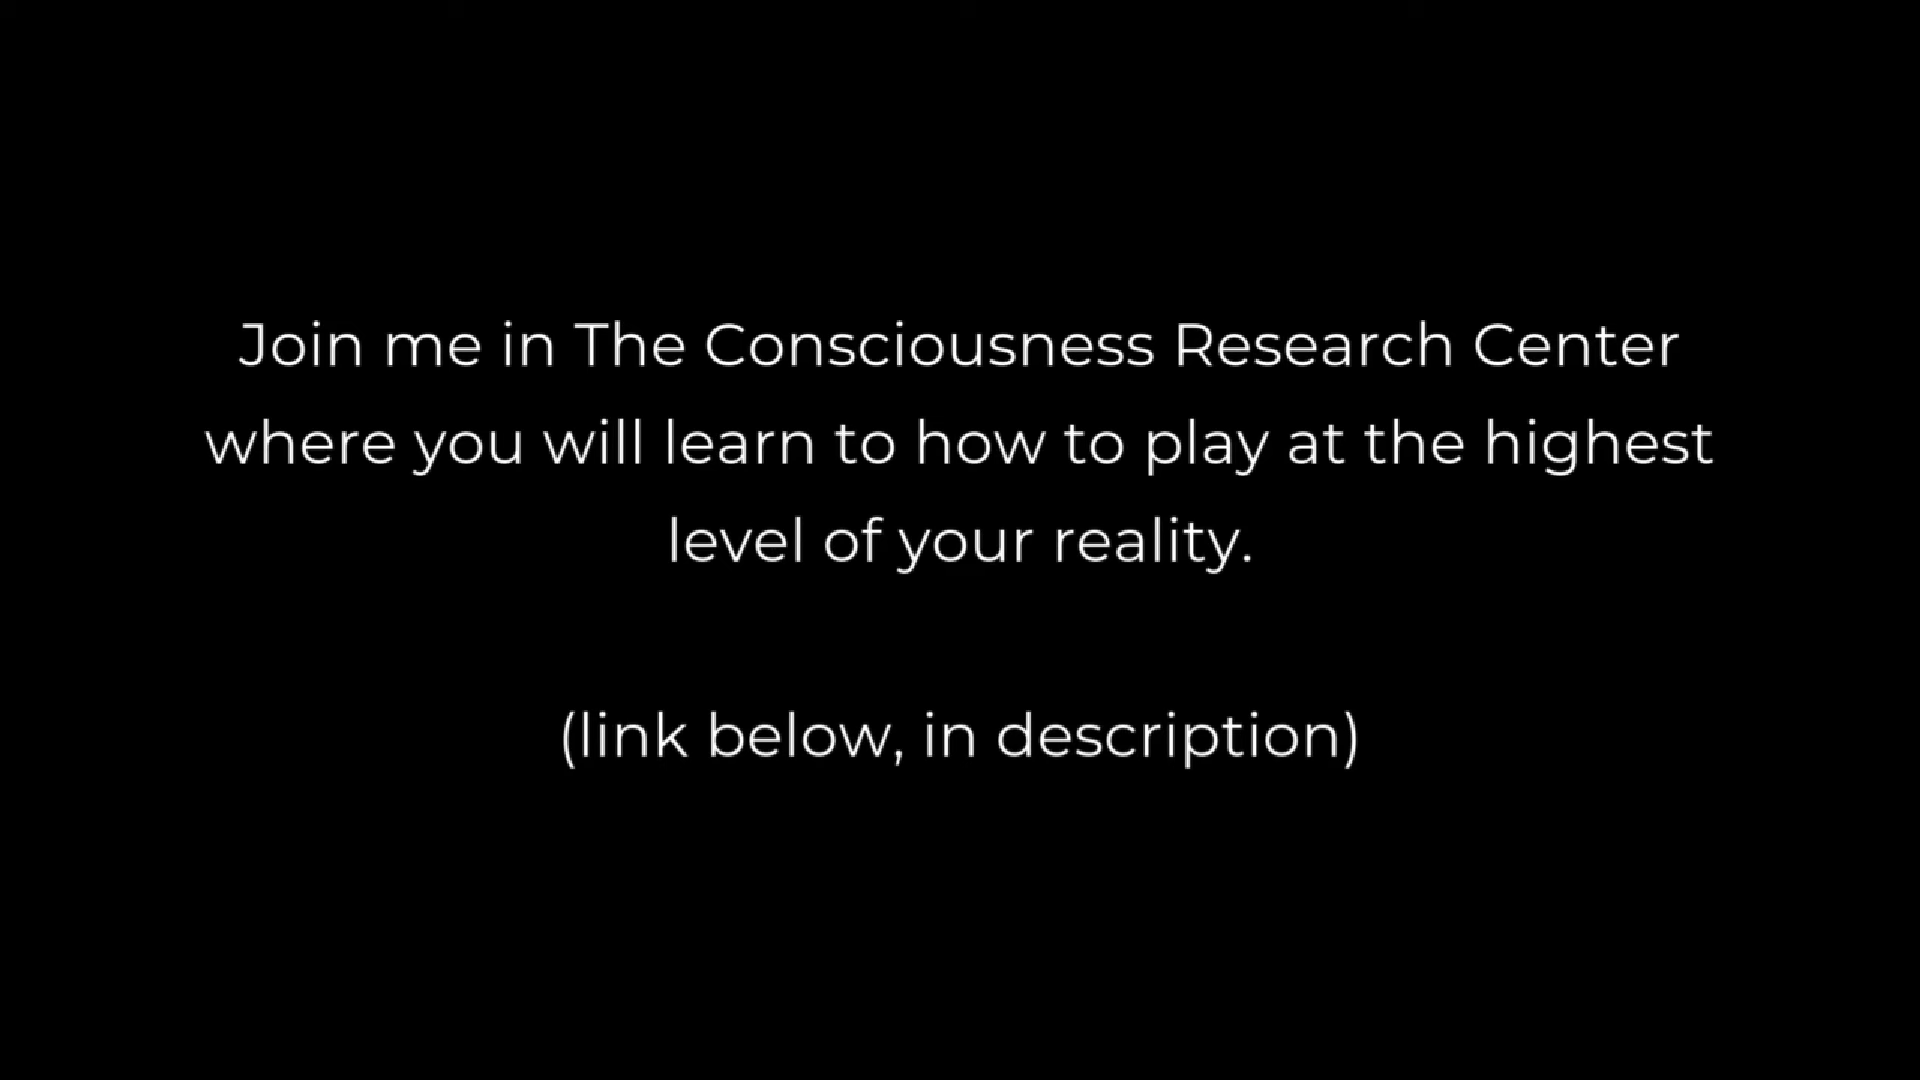 Join me in The Consciousness Research Center
where you will learn to how to play at the highest
level of your reality.
(link below, in description)